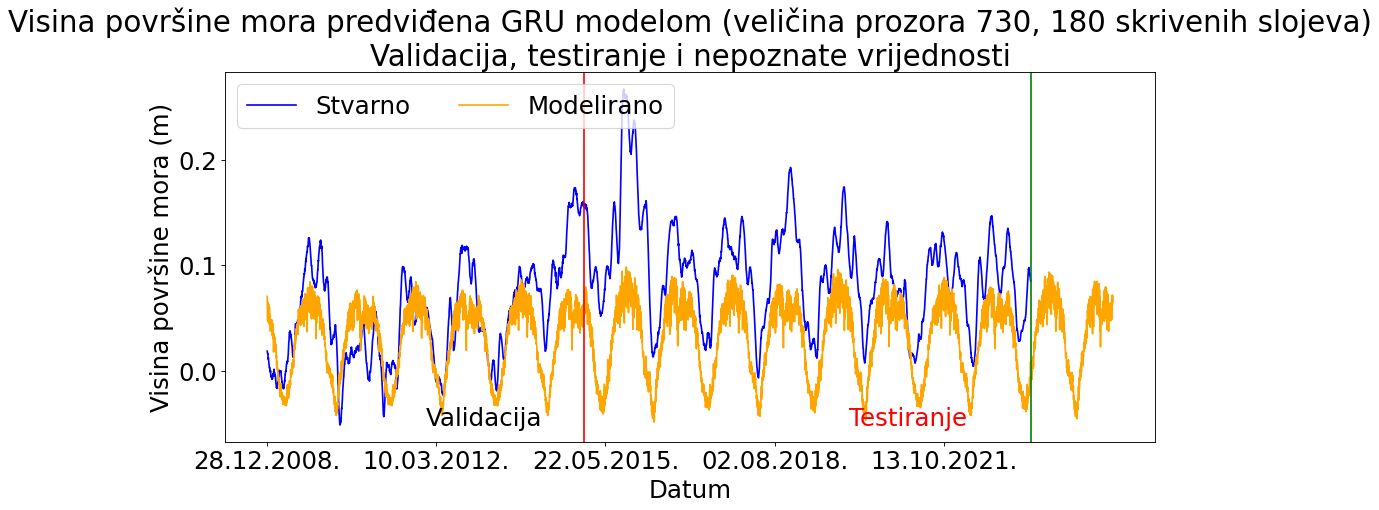 Visina površine mora predviđena GRU modelom (veličina prozora 730, 180 skrivenih slojeva)
Validacija, testiranje i nepoznate vrijednosti
Stvarno
Modelirano
Visina površine mora (m)
0.2
0.1
0.0
Validacija
Testiranje
28.12.2008.
10.03.2012.
22.05.2015.
02.08.2018.
13.10.2021.
Datum